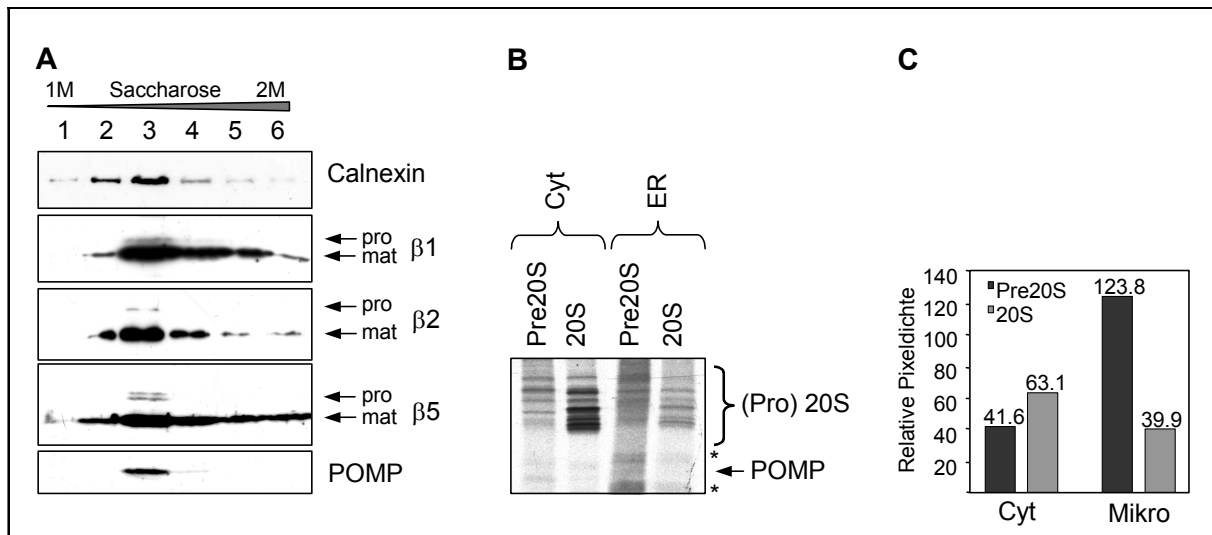 A
1M Saccharose 2M
1 2 3 4 5 6
Calnexin
pro
mat β1
pro
mat β2
pro
mat β5
POMP
B
Cyt ER
Pre20S 20S Pre20S 20S
(Pro) 20S
*
POMP
*
C
Relative Pixeldichte
140
120
100
80
60
40
20
Pre20S
20S
41.6 63.1 123.8 39.9
Cyt Mikro